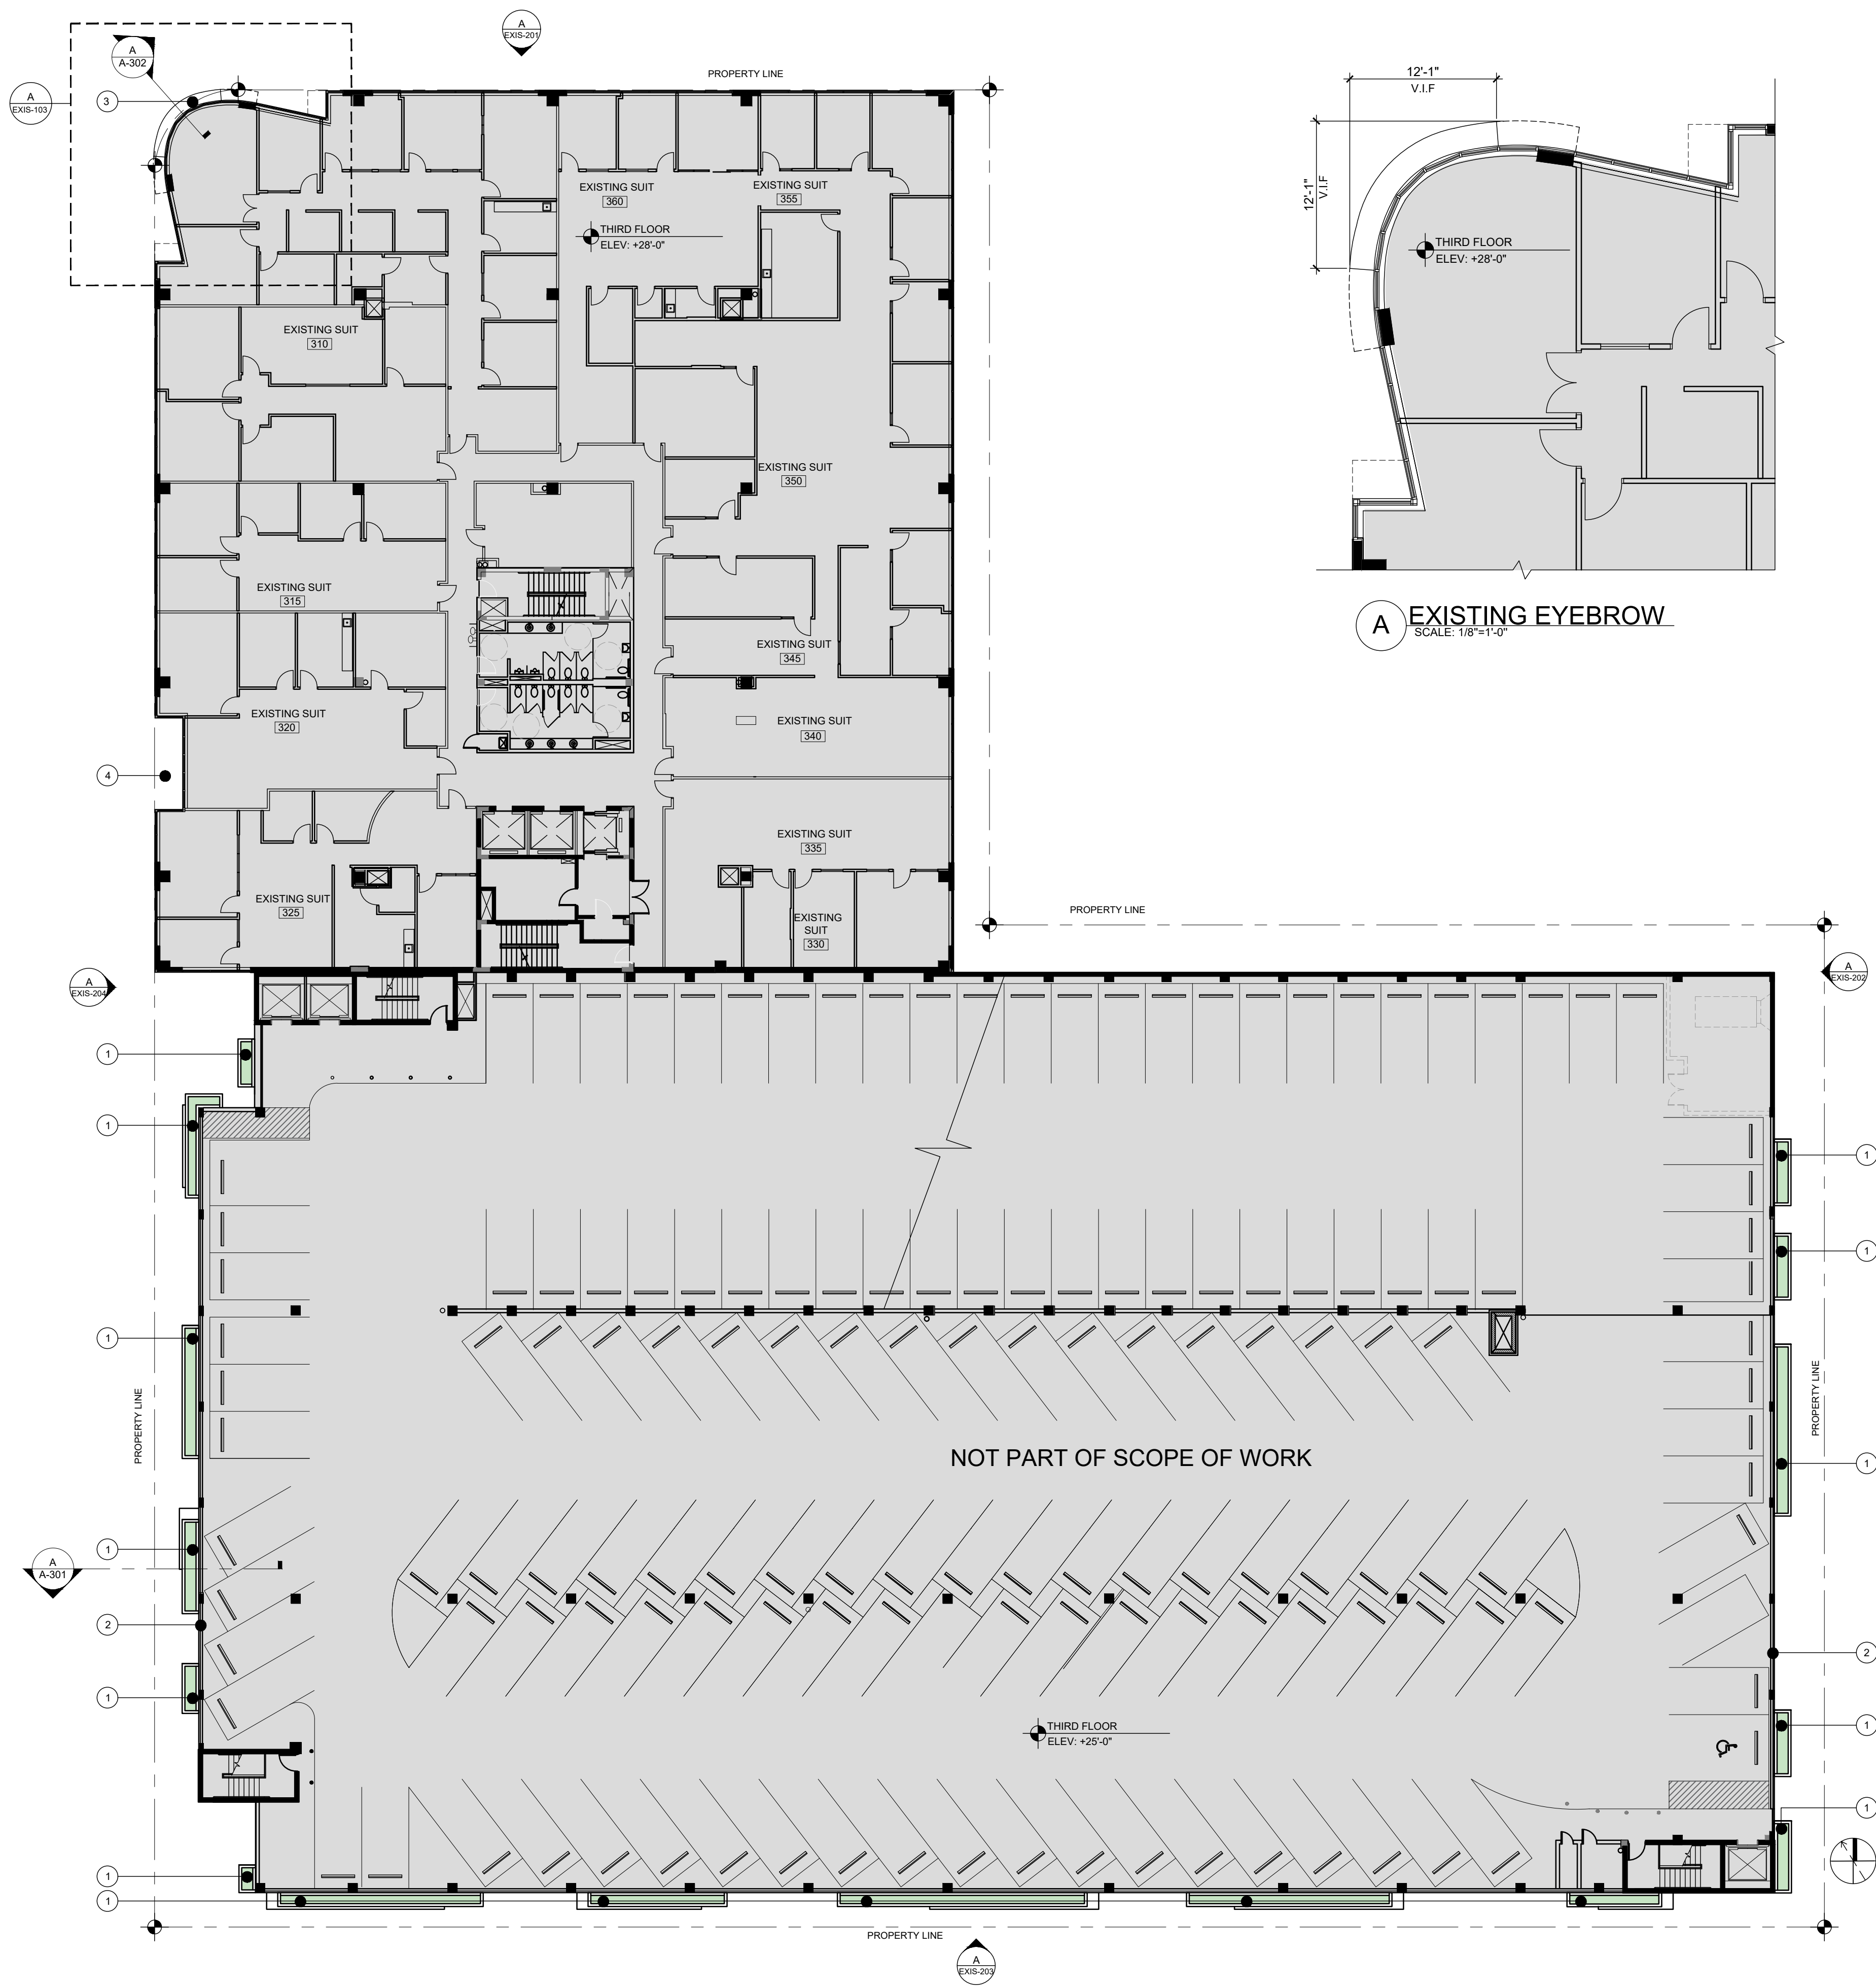 A
EXIS-201
PROPERTY LINE
A
A-302
A
EXIS-103
3
EXISTING SUIT
360
EXISTING SUIT
355
THIRD FLOOR
ELEV: +28'-0"
EXISTING SUIT
310
EXISTING SUIT
350
EXISTING SUIT
315
EXISTING SUIT
345
EXISTING SUIT
320
EXISTING SUIT
340
4
EXISTING SUIT
335
EXISTING SUIT
325
EXISTING
SUIT
330
12'-1"
V.I.F
12'-1"
V.I.F
THIRD FLOOR
ELEV: +28'-0"
A
EXISTING EYEBROW
SCALE: 1/8"=1'-0"
PROPERTY LINE
A
EXIS-204
A
EXIS-202
1
1
1
1
1
PROPERTY LINE
PROPERTY LINE
1
NOT PART OF SCOPE OF WORK
1
A
A-301
2
2
1
1
THIRD FLOOR
ELEV: +25'-0"
1
1
1
PROPERTY LINE
A
EXIS-203